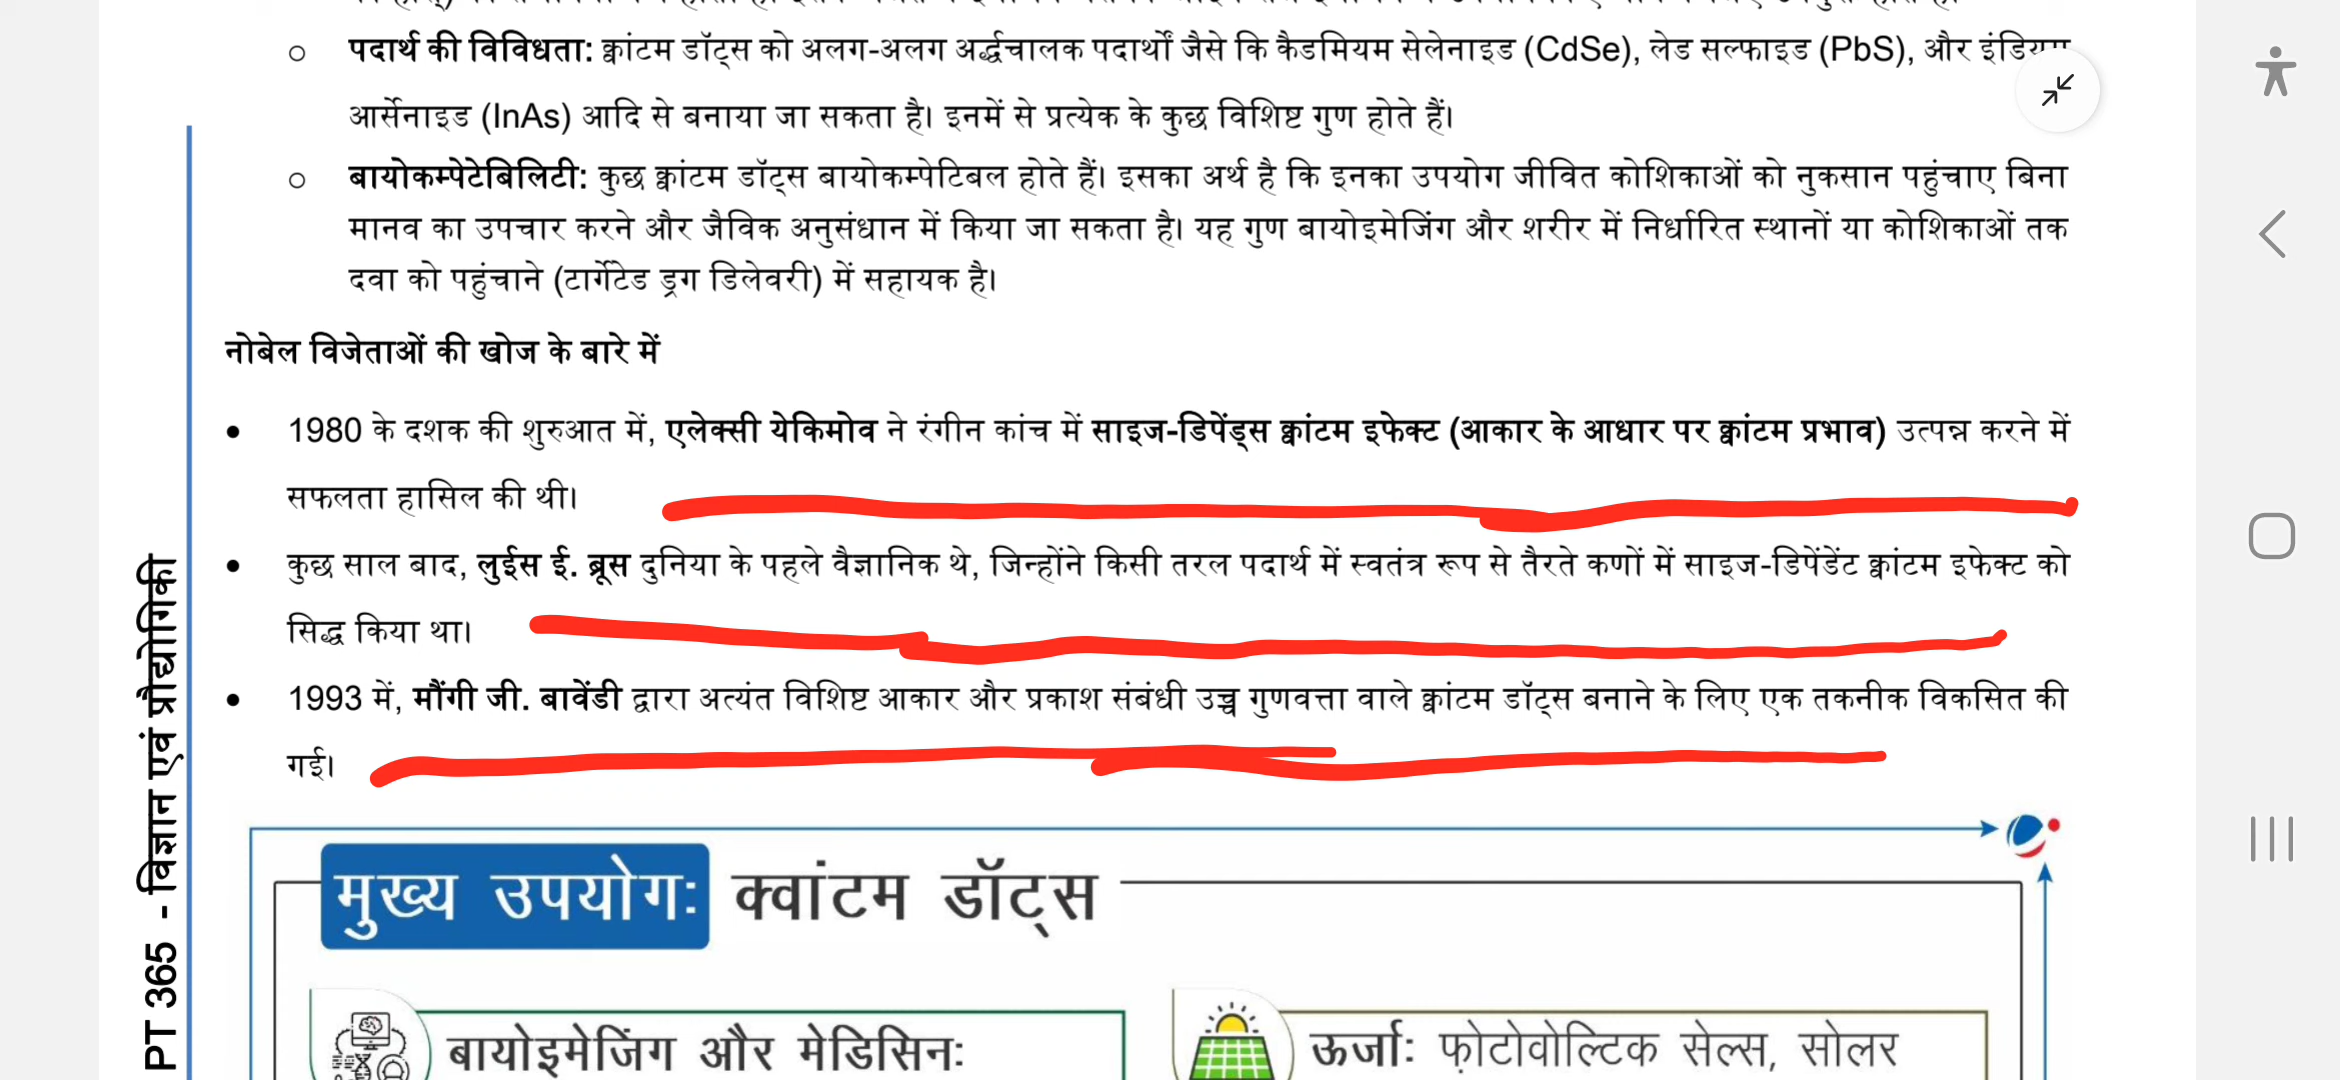 ○ पदार्थ की विविधता: क्वांटम डॉट्स को अलग-अलग अर्द्धचालक पदार्थों जैसे कि कैडमियम सेलेनाइड (CdSe), लेड सल्फाइड (PbS), और इंडियम
आर्सेनाइड (InAs) आदि से बनाया जा सकता है। इनमें से प्रत्येक के कुछ विशिष्ट गुण होते हैं।
○ बायोकम्पेटेबिलिटी: कुछ क्वांटम डॉट्स बायोकम्पेटिबल होते हैं। इसका अर्थ है कि इनका उपयोग जीवित कोशिकाओं को नुकसान पहुंचाए बिना
मानव का उपचार करने और जैविक अनुसंधान में किया जा सकता है। यह गुण बायोइमेजिंग और शरीर में निर्धारित स्थानों या कोशिकाओं तक
दवा को पहुंचाने (टार्गेटेड ड्रग डिलेवरी) में सहायक है।
नोबेल विजेताओं की खोज के बारे में
• 1980 के दशक की शुरुआत में, एलेक्सी येकिमोव ने रंगीन कांच में साइज-डिपेंड्स क्वांटम इफेक्ट (आकार के आधार पर क्वांटम प्रभाव) उत्पन्न करने में
सफलता हासिल की थी।
• कुछ साल बाद, लुईस ई. ब्रूस दुनिया के पहले वैज्ञानिक थे, जिन्होंने किसी तरल पदार्थ में स्वतंत्र रूप से तैरते कणों में साइज-डिपेंडेंट क्वांटम इफेक्ट को
सिद्ध किया था।
• 1993 में, मौंगी जी. बावेंडी द्वारा अत्यंत विशिष्ट आकार और प्रकाश संबंधी उच्च गुणवत्ता वाले क्वांटम डॉट्स बनाने के लिए एक तकनीक विकसित की
गई।
मुख्य उपयोग: क्वांटम डॉट्स
बायोइमेजिंग और मेडिसिन:
ऊर्जा: फ़ोटोवोल्टिक सेल्स, सोलर
PT 365 - विज्ञान एवं प्रौद्योगिकी